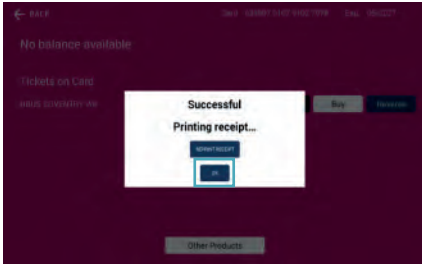 ← BACK
No balance available
Tickets on Card
Successful
Printing receipt...
REPRINT RECEIPT
OK
Buy
Other Products